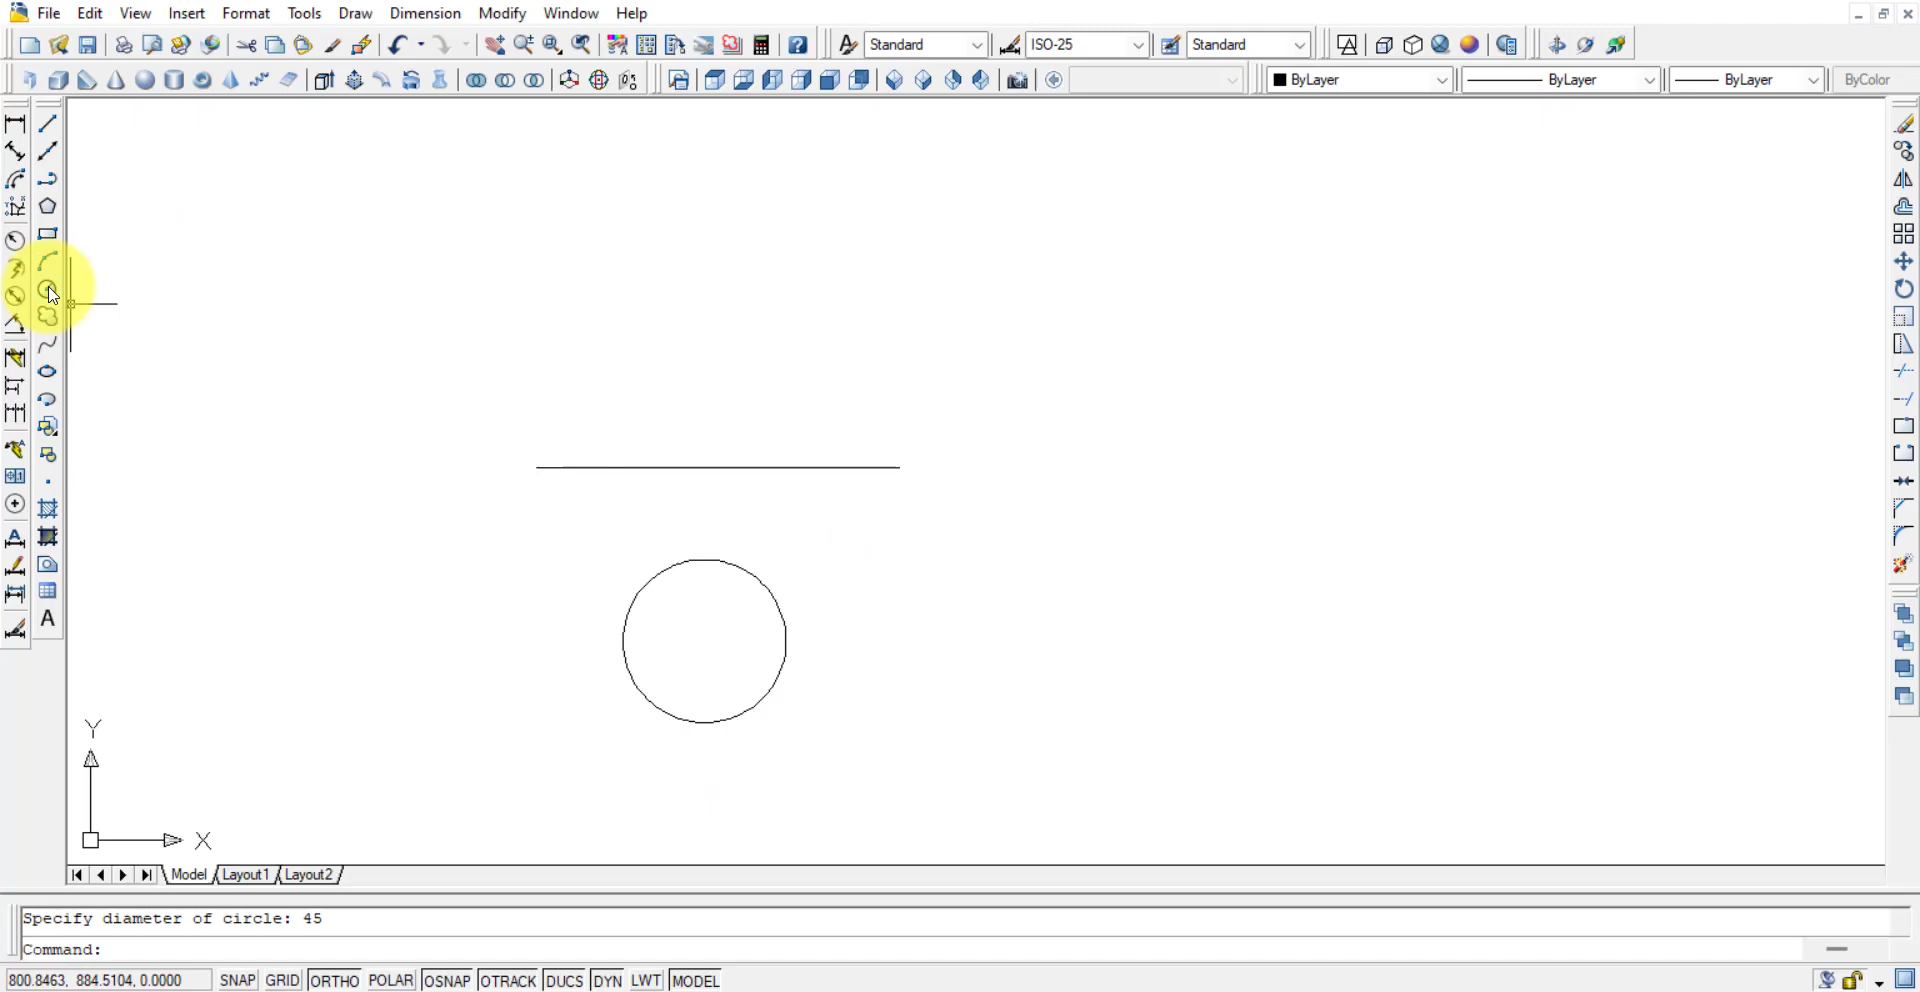 File Edit View Insert Format Tools Draw Dimension Modify Window Help
Standard ISO-25 Standard
ByLayer ByLayer ByLayer ByColor
A
A
Y
X
Model Layout1 Layout2
Specify diameter of circle: 45
Command:
800.8463, 884.5104, 0.0000 SNAP GRID ORTHO POLAR OSNAP OTRACK DUCS DYN LWT MODEL